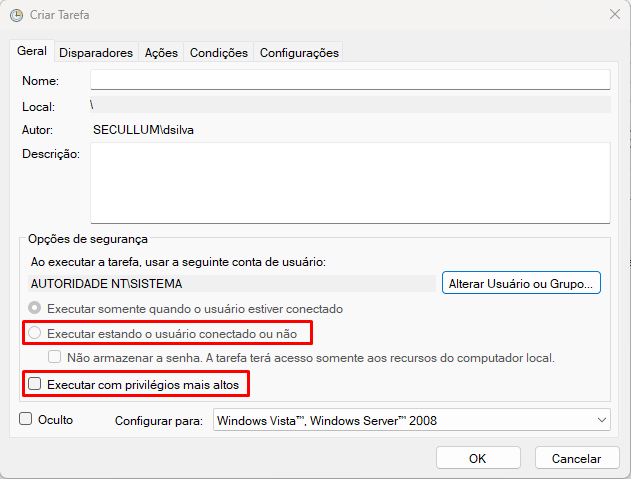 Criar Tarefa
Geral Disparadores Ações Condições Configurações
Nome:
Local: \
Autor: SECULLUM\dsilva
Descrição:
Opções de segurança
Ao executar a tarefa, usar a seguinte conta de usuário:
AUTORIDADE NT\SISTEMA Alterar Usuário ou Grupo...
Executar somente quando o usuário estiver conectado
Executar estando o usuário conectado ou não
Não armazenar a senha. A tarefa terá acesso somente aos recursos do computador local.
Executar com privilégios mais altos
Oculto Configurar para: Windows Vista™, Windows Server™ 2008
OK Cancelar